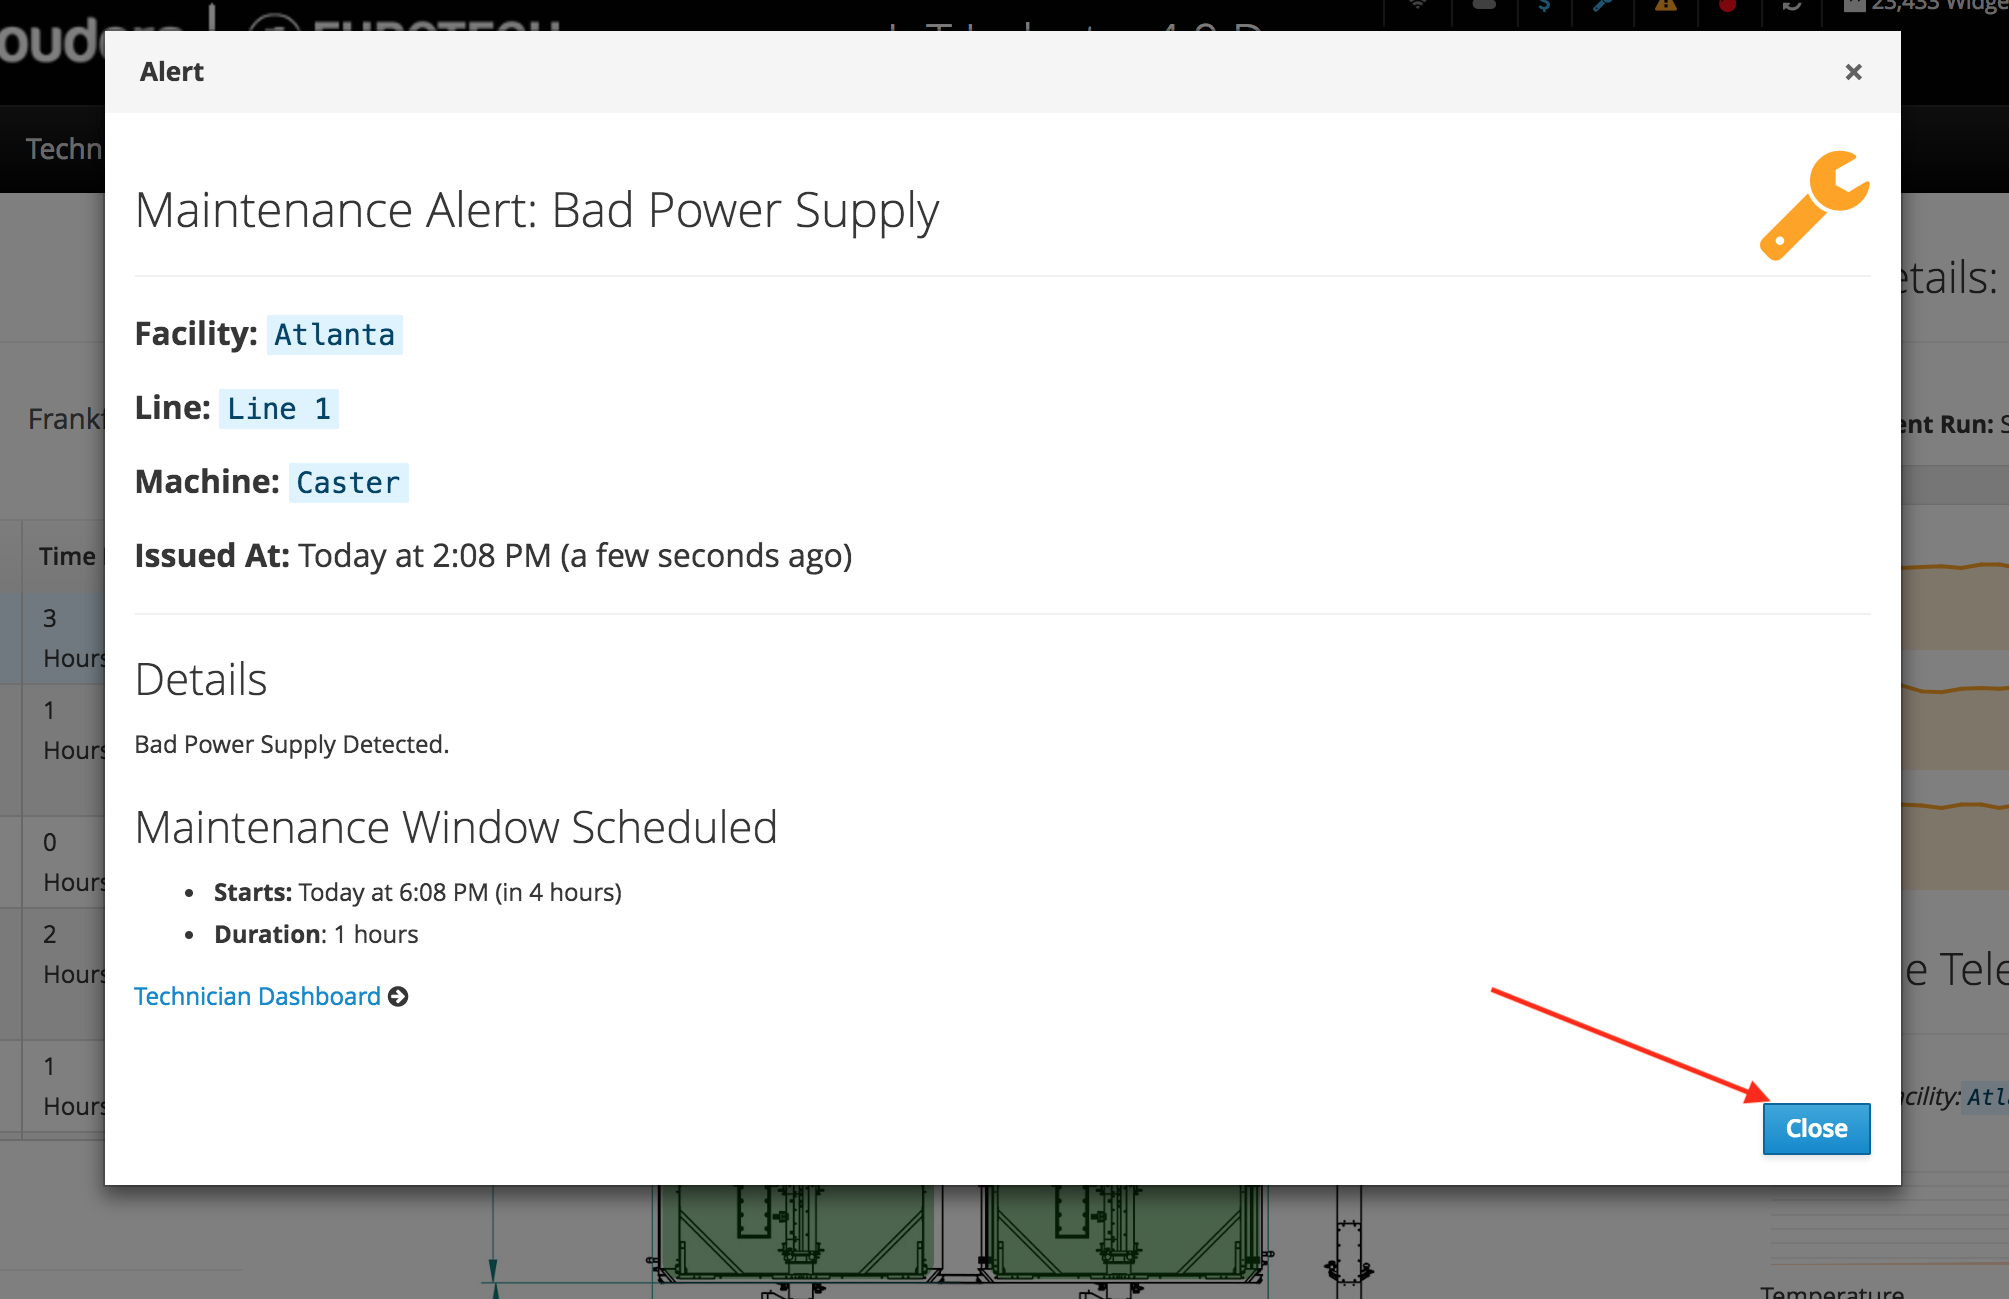 EUROTECH
23,455 Widge
Alert
×
Techn
Maintenance Alert: Bad Power Supply
etails:
Facility: Atlanta
Line: Line 1
Frankf
ent Run: S
Machine: Caster
Issued At: Today at 2:08 PM (a few seconds ago)
Time
3
Hours
Details
1
Hours
Bad Power Supply Detected.
Maintenance Window Scheduled
0
Hours
Starts: Today at 6:08 PM (in 4 hours)
2
Duration: 1 hours
Hours
e Tele
Technician Dashboard
1
Hours
cility: Atl
Close
Temperature